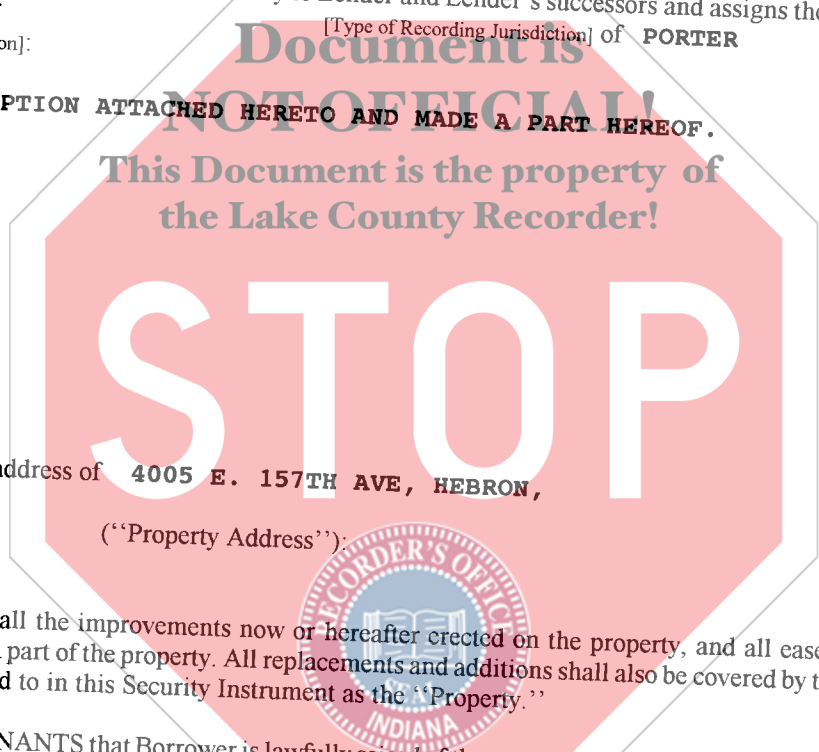 to Lender and Lender's successors and assigns the
[Type of Recording Jurisdiction] of PORTER
on]:
Document is
NOT OFFICIAL!
PTION ATTACHED HERETO AND MADE A PART HEREOF.
This Document is the property of
the Lake County Recorder!
STOP
address of 4005 E. 157TH AVE, HEBRON,
("Property Address"):
RECORDER'S OFFICE
SEAL
INDIANA
all the improvements now or hereafter erected on the property, and all ease
part of the property. All replacements and additions shall also be covered by t
d to in this Security Instrument as the "Property."
NANTS that Borrower is lawfully seised of the